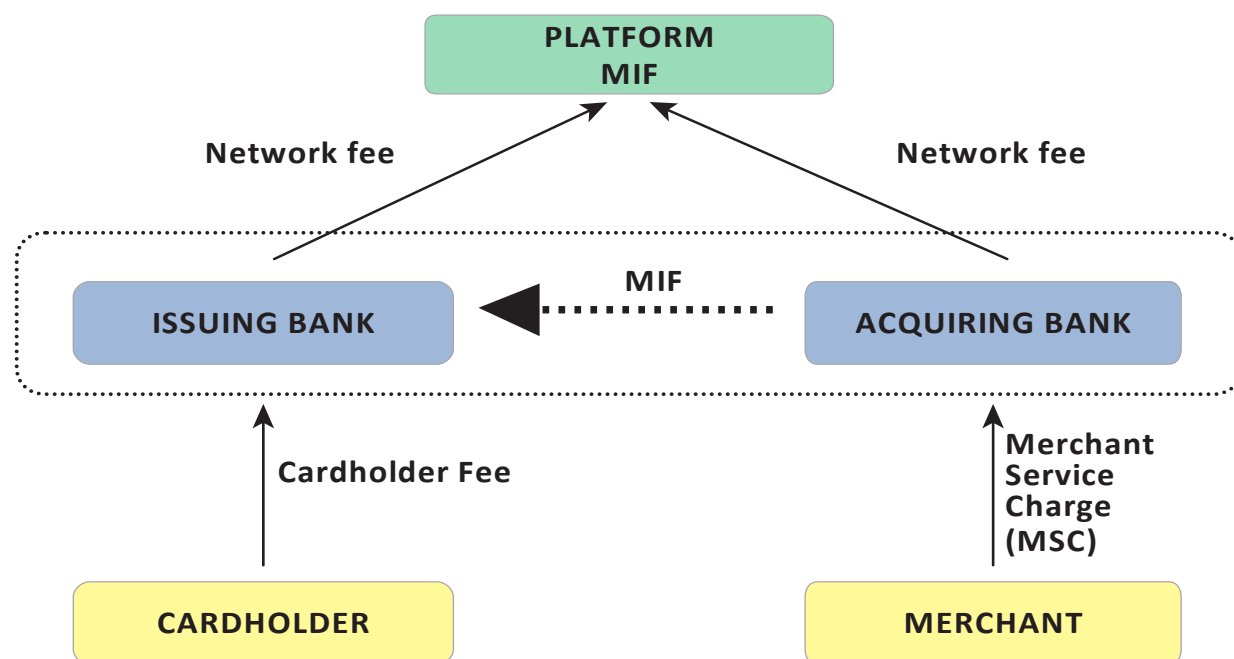 PLATFORM
MIF
Network fee
Network fee
MIF
ISSUING BANK
ACQUIRING BANK
Cardholder Fee
Merchant
Service
Charge
(MSC)
CARDHOLDER
MERCHANT